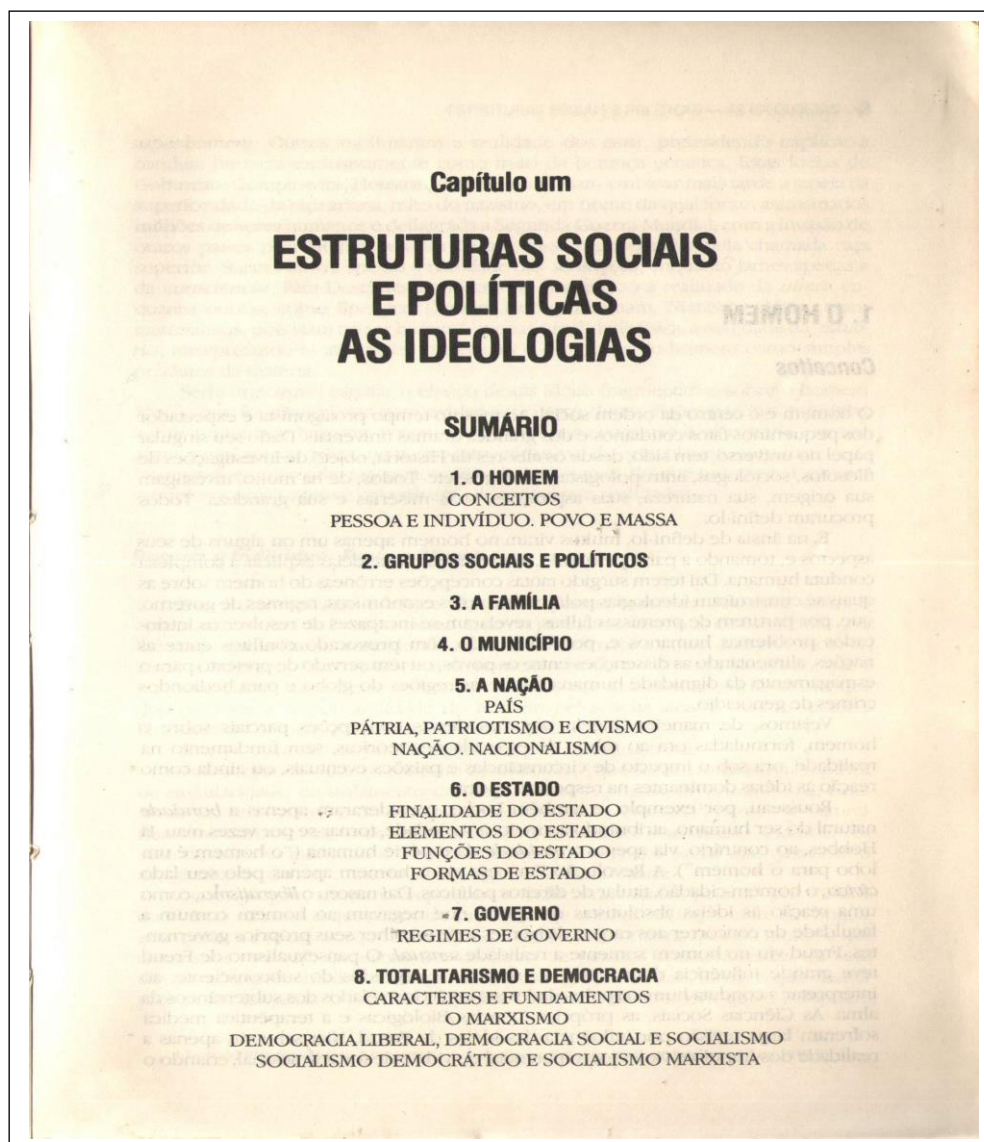 Capítulo um
ESTRUTURAS SOCIAIS
E POLÍTICAS
AS IDEOLOGIAS
SUMÁRIO
1. O HOMEM
CONCEITOS
PESSOA E INDIVÍDUO. POVO E MASSA
2. GRUPOS SOCIAIS E POLÍTICOS
3. A FAMÍLIA
4. O MUNICÍPIO
5. A NAÇÃO
PAÍS
PÁTRIA, PATRIOTISMO E CIVISMO
NAÇÃO. NACIONALISMO
6. O ESTADO
FINALIDADE DO ESTADO
ELEMENTOS DO ESTADO
FUNÇÕES DO ESTADO
FORMAS DE ESTADO
7. GOVERNO
REGIMES DE GOVERNO
8. TOTALITARISMO E DEMOCRACIA
CARACTERES E FUNDAMENTOS
O MARXISMO
DEMOCRACIA LIBERAL, DEMOCRACIA SOCIAL E SOCIALISMO
SOCIALISMO DEMOCRÁTICO E SOCIALISMO MARXISTA